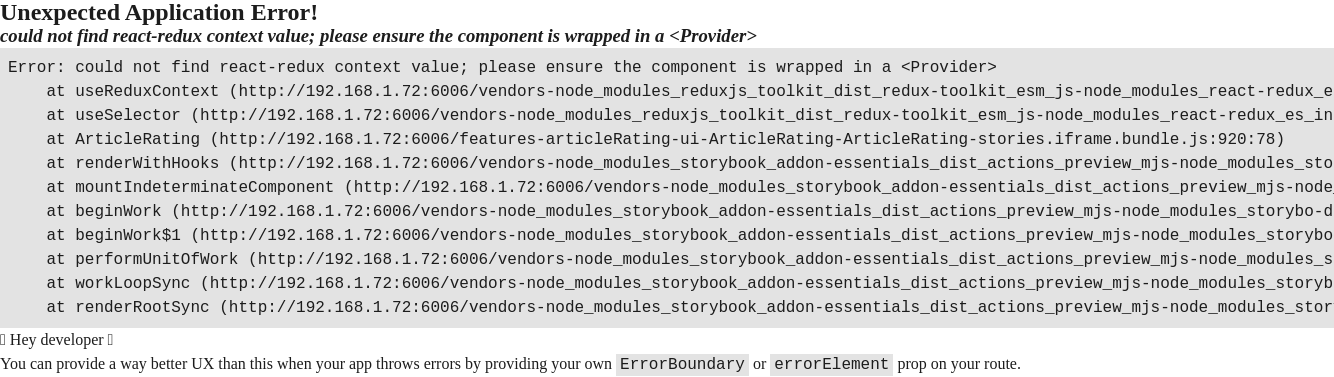 Unexpected Application Error!
could not find react-redux context value; please ensure the component is wrapped in a <Provider>
Error: could not find react-redux context value; please ensure the component is wrapped in a <Provider>
    at useReduxContext (http://192.168.1.72:6006/vendors-node_modules_reduxjs_toolkit_dist_redux-toolkit_esm_js-node_modules_react-redux_e
    at useSelector (http://192.168.1.72:6006/vendors-node_modules_reduxjs_toolkit_dist_redux-toolkit_esm_js-node_modules_react-redux_es_in
    at ArticleRating (http://192.168.1.72:6006/features-articleRating-ui-ArticleRating-ArticleRating-stories.iframe.bundle.js:920:78)
    at renderWithHooks (http://192.168.1.72:6006/vendors-node_modules_storybook_addon-essentials_dist_actions_preview_mjs-node_modules_sto
    at mountIndeterminateComponent (http://192.168.1.72:6006/vendors-node_modules_storybook_addon-essentials_dist_actions_preview_mjs-node_
    at beginWork (http://192.168.1.72:6006/vendors-node_modules_storybook_addon-essentials_dist_actions_preview_mjs-node_modules_storybo-d
    at beginWork$1 (http://192.168.1.72:6006/vendors-node_modules_storybook_addon-essentials_dist_actions_preview_mjs-node_modules_storybo
    at performUnitOfWork (http://192.168.1.72:6006/vendors-node_modules_storybook_addon-essentials_dist_actions_preview_mjs-node_modules_s
    at workLoopSync (http://192.168.1.72:6006/vendors-node_modules_storybook_addon-essentials_dist_actions_preview_mjs-node_modules_storyb
    at renderRootSync (http://192.168.1.72:6006/vendors-node_modules_storybook_addon-essentials_dist_actions_preview_mjs-node_modules_stor
Hey developer
You can provide a way better UX than this when your app throws errors by providing your own ErrorBoundary or errorElement prop on your route.